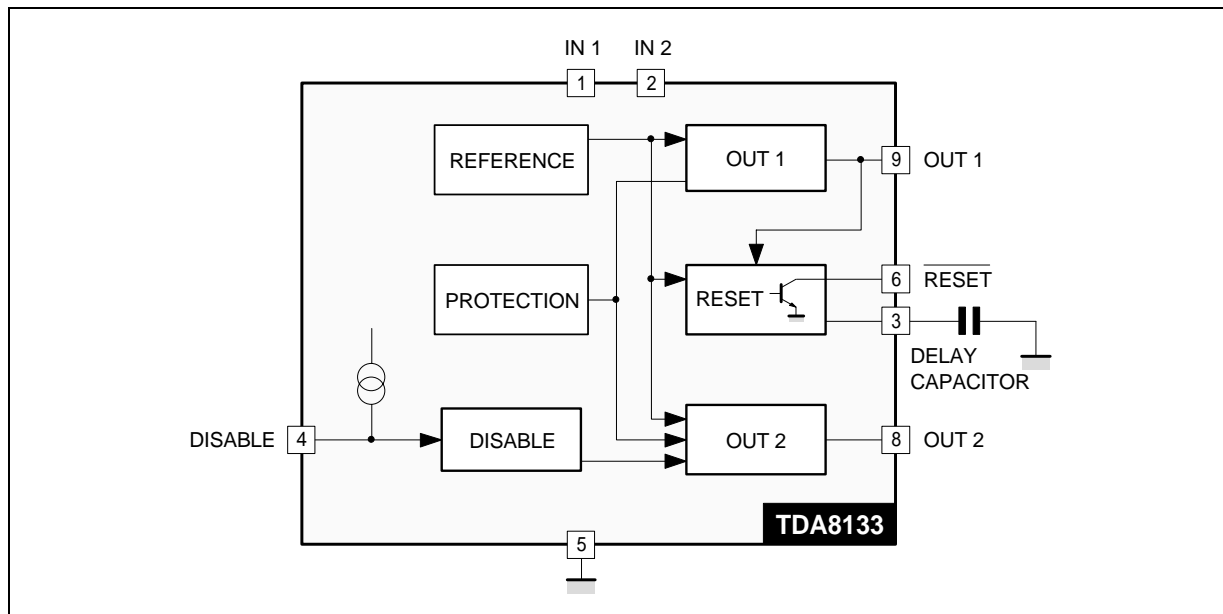 IN 1 IN 2
1 2
REFERENCE
OUT 1
9 OUT 1
PROTECTION
RESET
6 RESET
3
DELAY
CAPACITOR
DISABLE 4
DISABLE
OUT 2
8 OUT 2
TDA8133
5